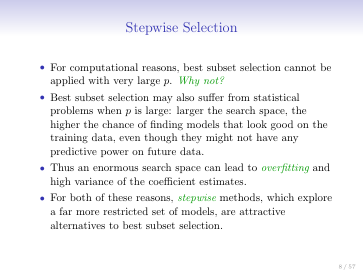 Stepwise Selection
• For computational reasons, best subset selection cannot be
applied with very large p. Why not?
• Best subset selection may also suffer from statistical
problems when p is large: larger the search space, the
higher the chance of finding models that look good on the
training data, even though they might not have any
predictive power on future data.
• Thus an enormous search space can lead to overfitting and
high variance of the coefficient estimates.
• For both of these reasons, stepwise methods, which explore
a far more restricted set of models, are attractive
alternatives to best subset selection.
8 / 57